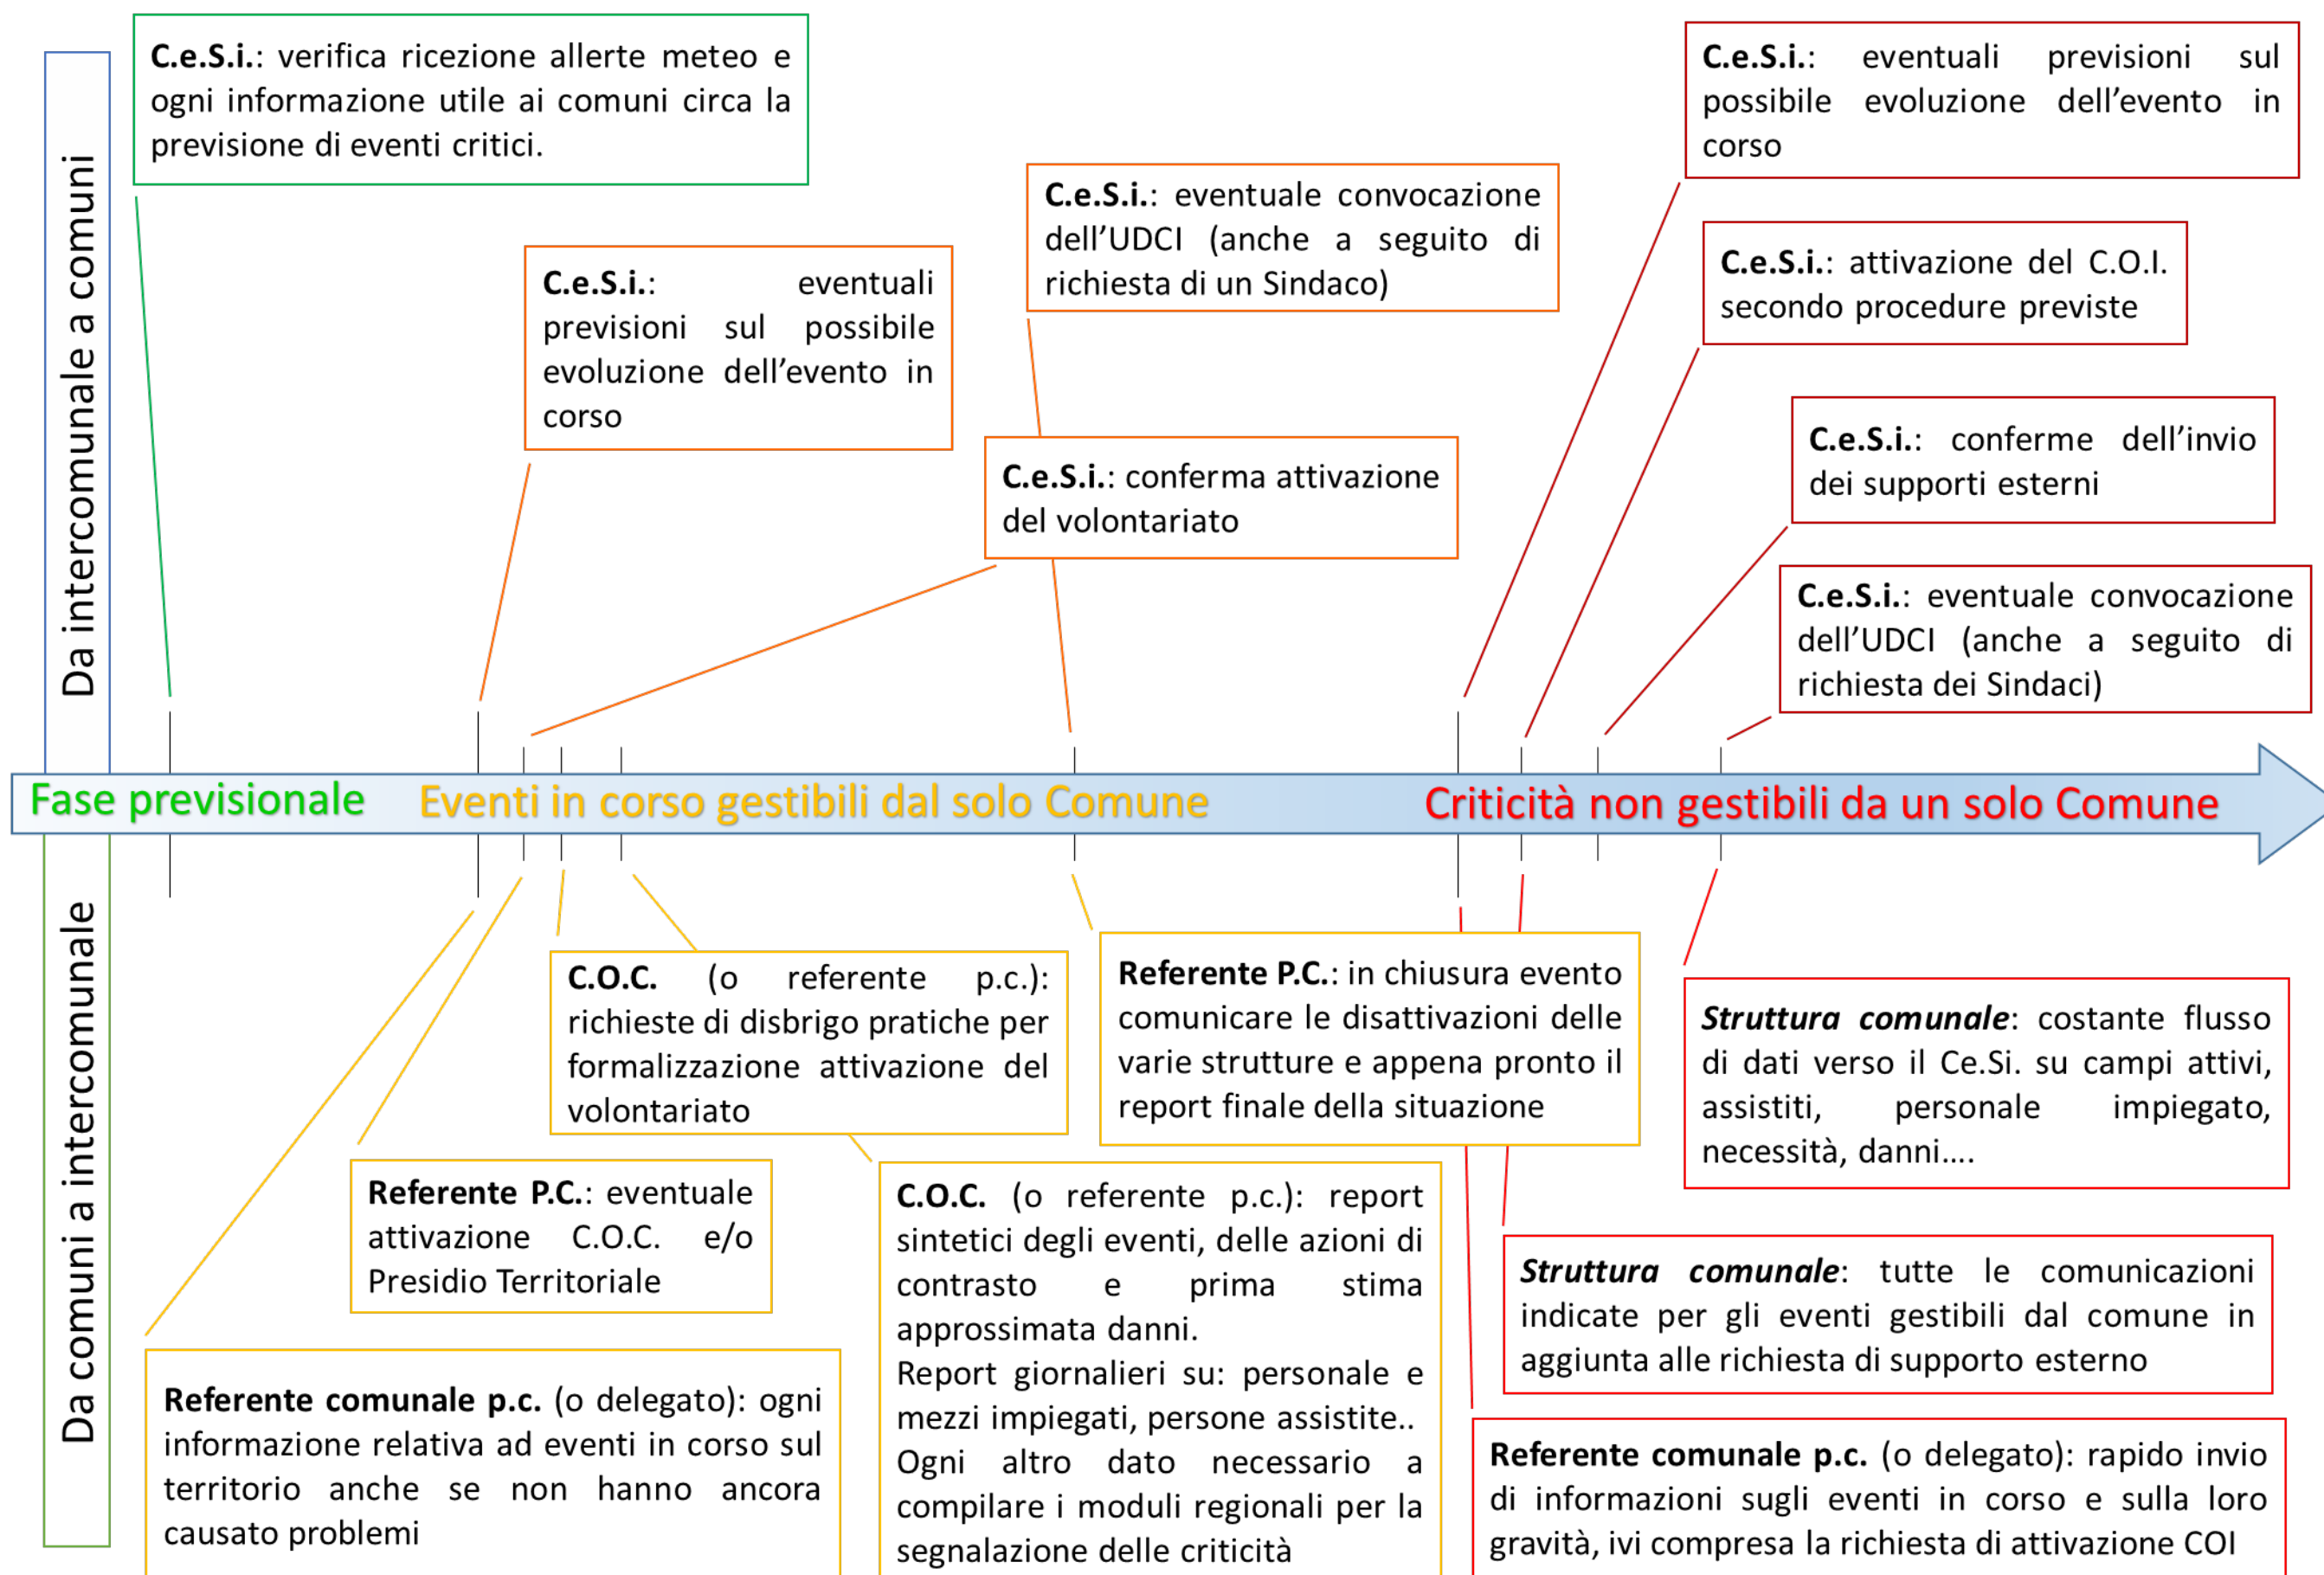 Da intercomunale a comuni
C.e.S.i.: verifica ricezione allerte meteo e
ogni informazione utile ai comuni circa la
previsione di eventi critici.
C.e.S.i.: eventuali
previsioni sul possibile
evoluzione dell'evento in
corso
C.e.S.i.: eventuale convocazione
dell'UDCI (anche a seguito di
richiesta di un Sindaco)
C.e.S.i.: conferma attivazione
del volontariato
C.e.S.i.: eventuali previsioni sul
possibile evoluzione dell'evento in
corso
C.e.S.i.: attivazione del C.O.I.
secondo procedure previste
C.e.S.i.: conferme dell'invio
dei supporti esterni
C.e.S.i.: eventuale convocazione
dell'UDCI (anche a seguito di
richiesta dei Sindaci)
Fase previsionale
Eventi in corso gestibili dal solo Comune
Criticità non gestibili da un solo Comune
Da comuni a intercomunale
C.O.C. (o referente p.c.):
richieste di disbrigo pratiche per
formalizzazione attivazione del
volontariato
Referente P.C.: in chiusura evento
comunicare le disattivazioni delle
varie strutture e appena pronto il
report finale della situazione
Struttura comunale: costante flusso
di dati verso il Ce.Si. su campi attivi,
assistiti, personale impiegato,
necessità, danni....
Referente P.C.: eventuale
attivazione C.O.C. e/o
Presidio Territoriale
C.O.C. (o referente p.c.): report
sintetici degli eventi, delle azioni di
contrasto e prima stima
approssimata danni.
Report giornalieri su: personale e
mezzi impiegati, persone assistite..
Ogni altro dato necessario a
compilare i moduli regionali per la
segnalazione delle criticità
Struttura comunale: tutte le comunicazioni
indicate per gli eventi gestibili dal comune in
aggiunta alle richiesta di supporto esterno
Referente comunale p.c. (o delegato): ogni
informazione relativa ad eventi in corso sul
territorio anche se non hanno ancora
causato problemi
Referente comunale p.c. (o delegato): rapido invio
di informazioni sugli eventi in corso e sulla loro
gravità, ivi compresa la richiesta di attivazione COI